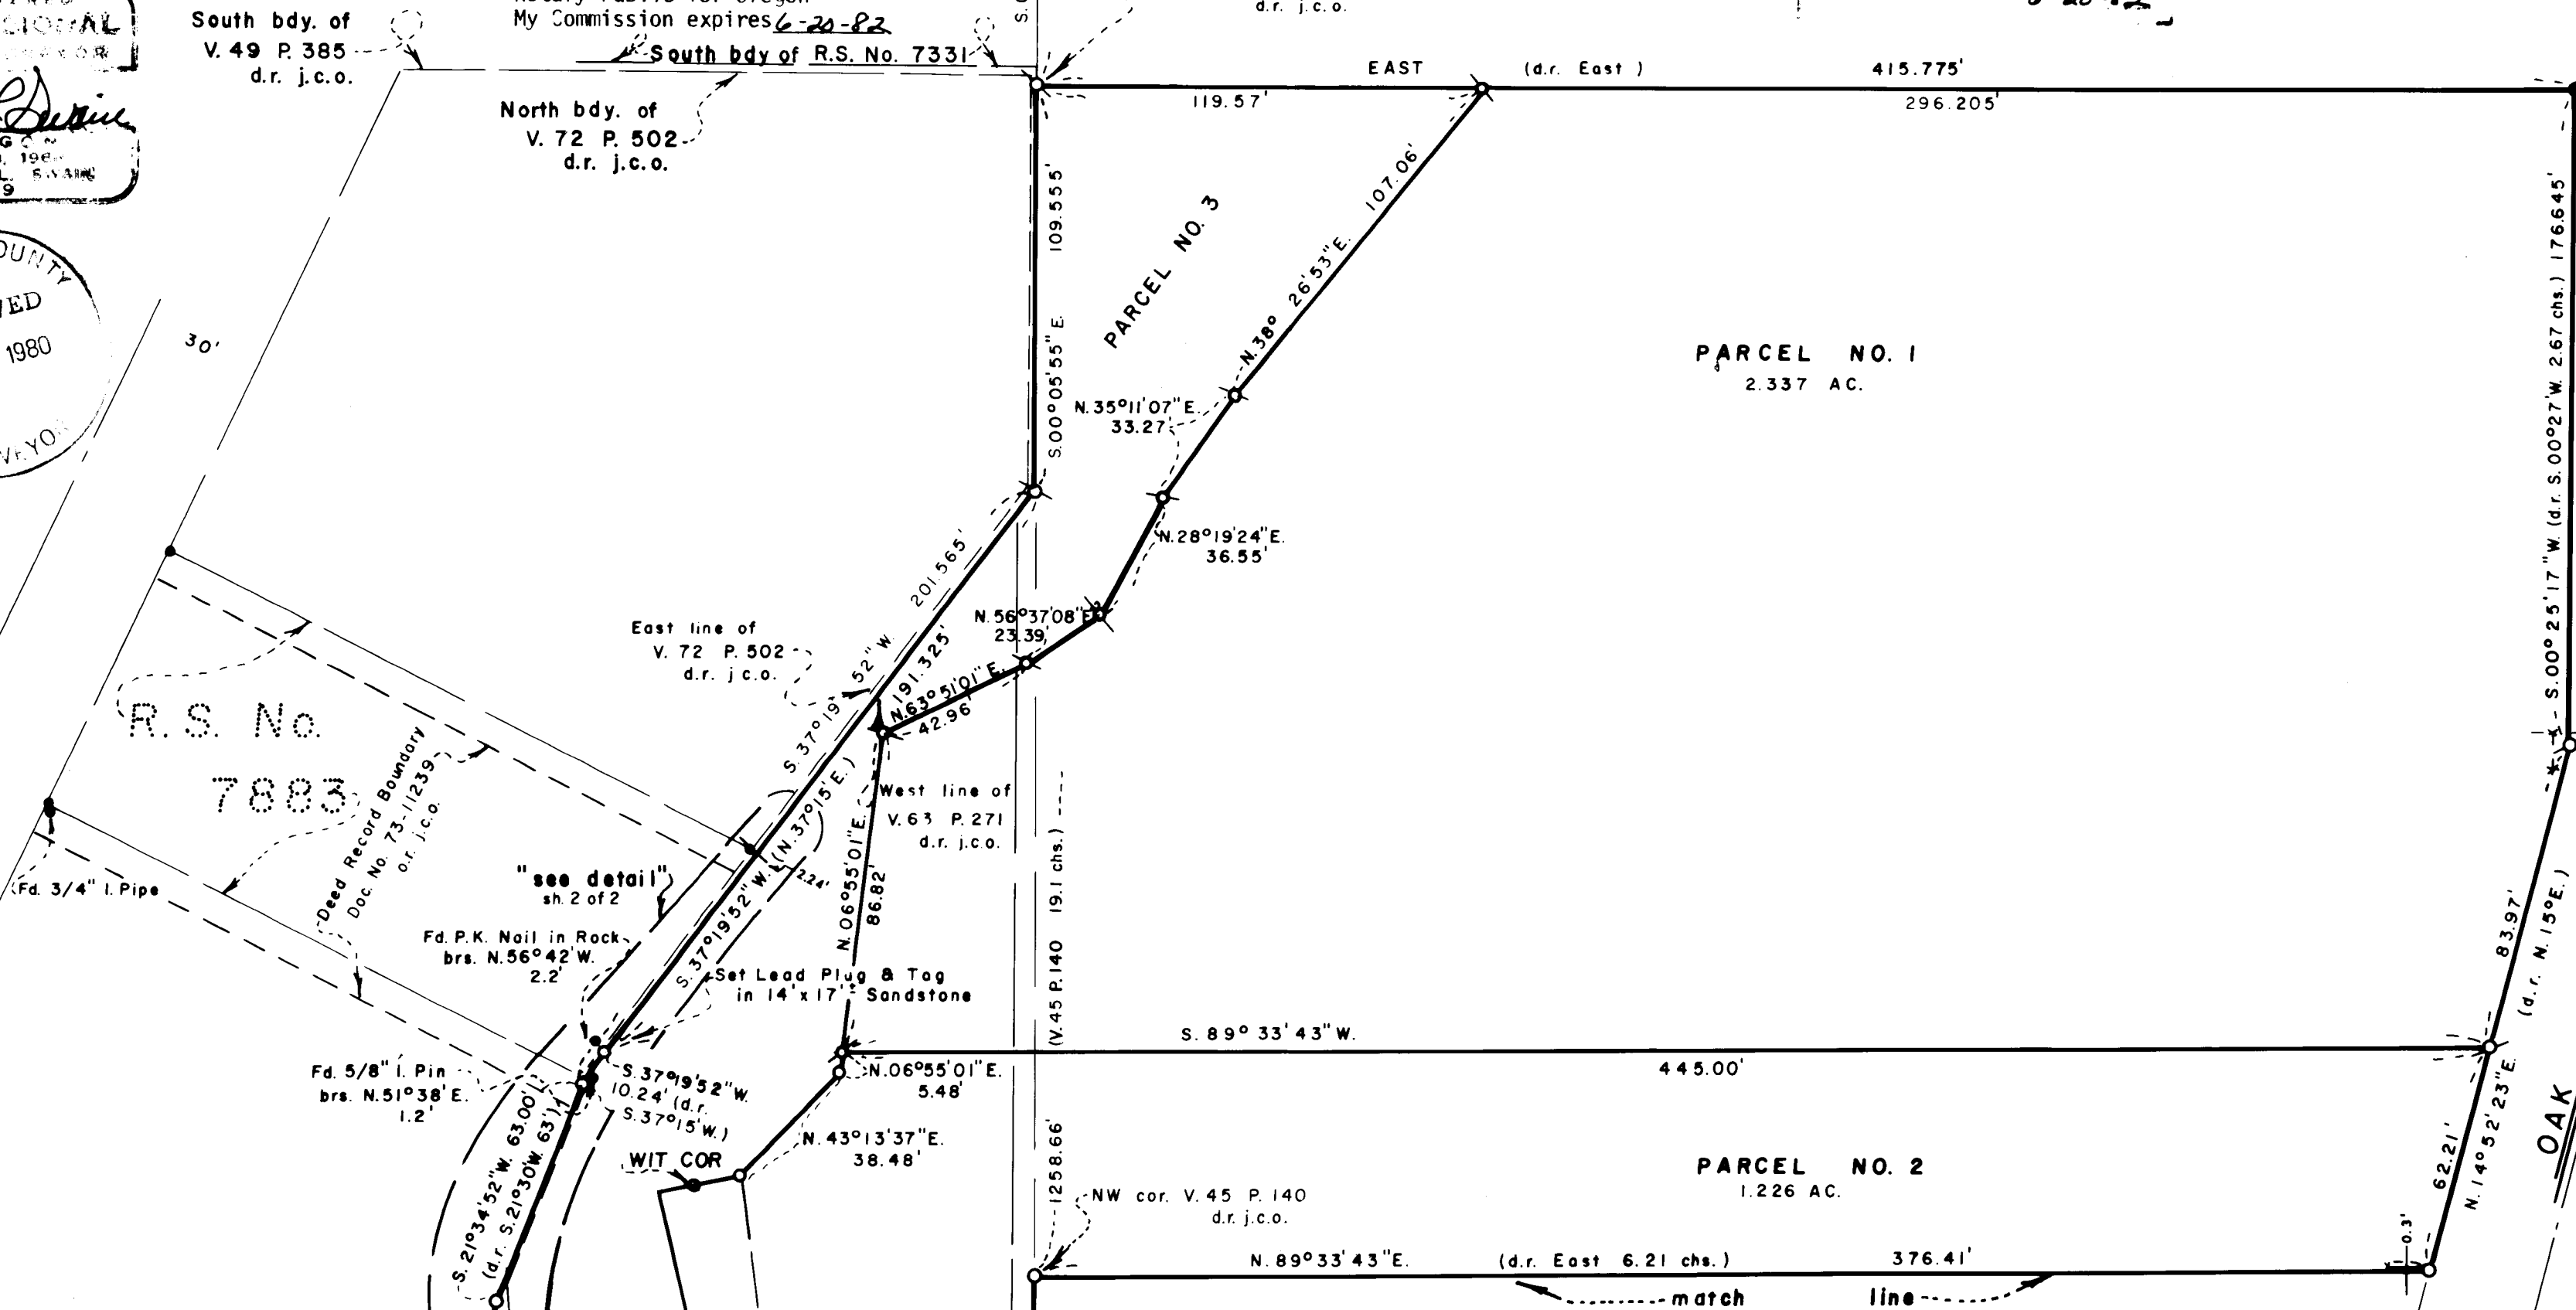 South bdy. of
V. 49 P. 385
d.r. j.c.o.
My Commission expires 6-20-82
South bdy of R.S. No. 7331
d.r. j.c.o.
North bdy. of
V. 72 P. 502
d.r. j.c.o.
EAST (d.r. East ) 415.775'
119.57'
296.205'
UNTY
VED
1980
VEYO
30'
109.555'
S.00°05'55" E.
PARCEL NO. 3
107.06'
N.38° 26'53"E.
N.35°11'07"E.
33.27'
PARCEL NO. 1
2.337 AC.
S.00°25'17"W. (d.r. S.00°27'W. 2.67 chs.) 176.645'
N.28°19'24"E.
36.55'
N.56°37'08"E.
23.39'
201.565'
191.325'
S.37°19'52"W.
N.63°51'01"E.
42.96'
East line of
V. 72 P. 502
d.r. j.c.o.
R.S. No.
7883
Deed Record Boundary
Doc. No. 73-11239
o.r. j.c.o.
Fd. 3/4" I. Pipe
West line of
V. 63 P. 271
d.r. j.c.o.
N.06°55'01"E.
86.82'
"see detail"
sh. 2 of 2
S.37°19'52"W. (N.37°15'E.)
2.24'
Fd. P.K. Nail in Rock
brs. N.56°42'W.
2.2'
Set Lead Plug & Tag
in 14'x17'± Sandstone
(V.45 P.140 19.1 chs.)
1258.66'
S. 89° 33' 43" W.
445.00'
83.97'
(d.r. N.15°E.)
Fd. 5/8" I. Pin
brs. N.51°38'E.
1.2'
S.37°19'52"W.
10.24' (d.r.
S.37°15'W.)
N.06°55'01"E.
5.48'
N.43°13'37"E.
38.48'
WIT COR
S.21°34'52"W. 63.00'
(d.r. S.21°30'W. 63')
NW cor. V. 45 P. 140
d.r. j.c.o.
PARCEL NO. 2
1.226 AC.
62.21'
N.14°52'23"E.
OAK
0.3'
N.89°33'43"E. (d.r. East 6.21 chs.) 376.41'
match line